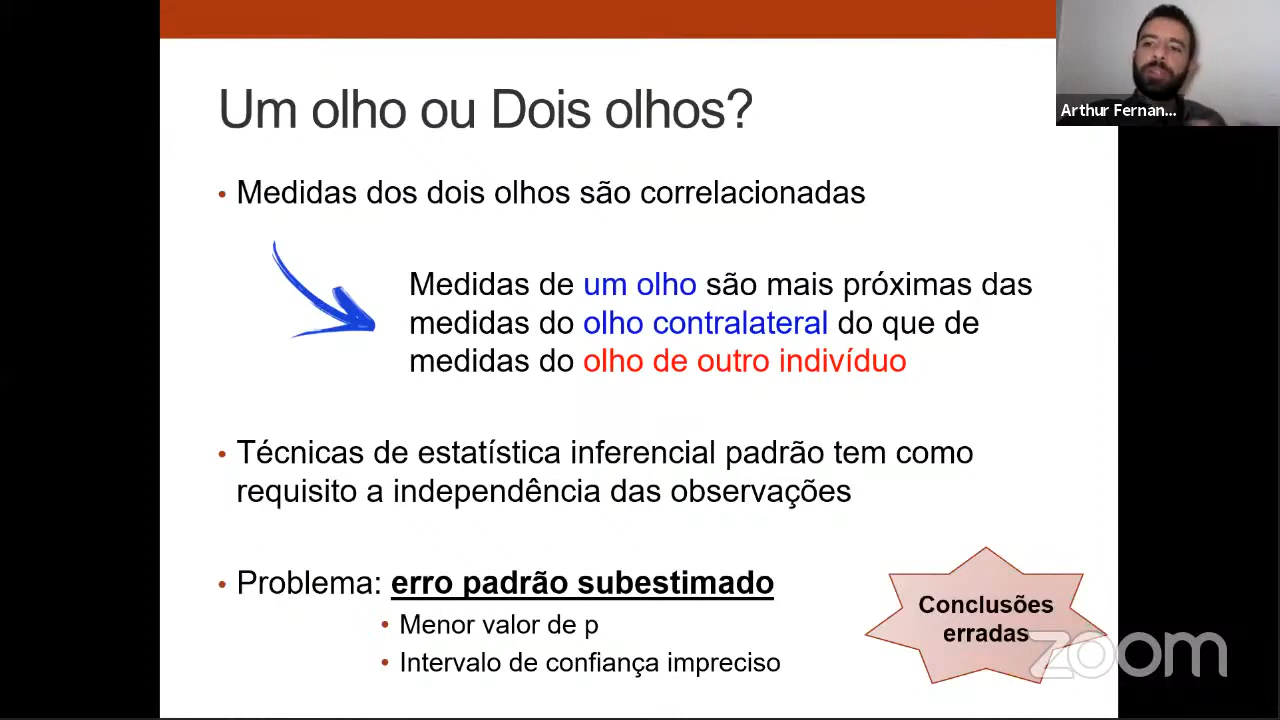 Um olho ou Dois olhos?
Arthur Fernan...
• Medidas dos dois olhos são correlacionadas
Medidas de um olho são mais próximas das
medidas do olho contralateral do que de
medidas do olho de outro indivíduo
• Técnicas de estatística inferencial padrão tem como
requisito a independência das observações
• Problema: erro padrão subestimado
• Menor valor de p
• Intervalo de confiança impreciso
Conclusões
erradas
zoom